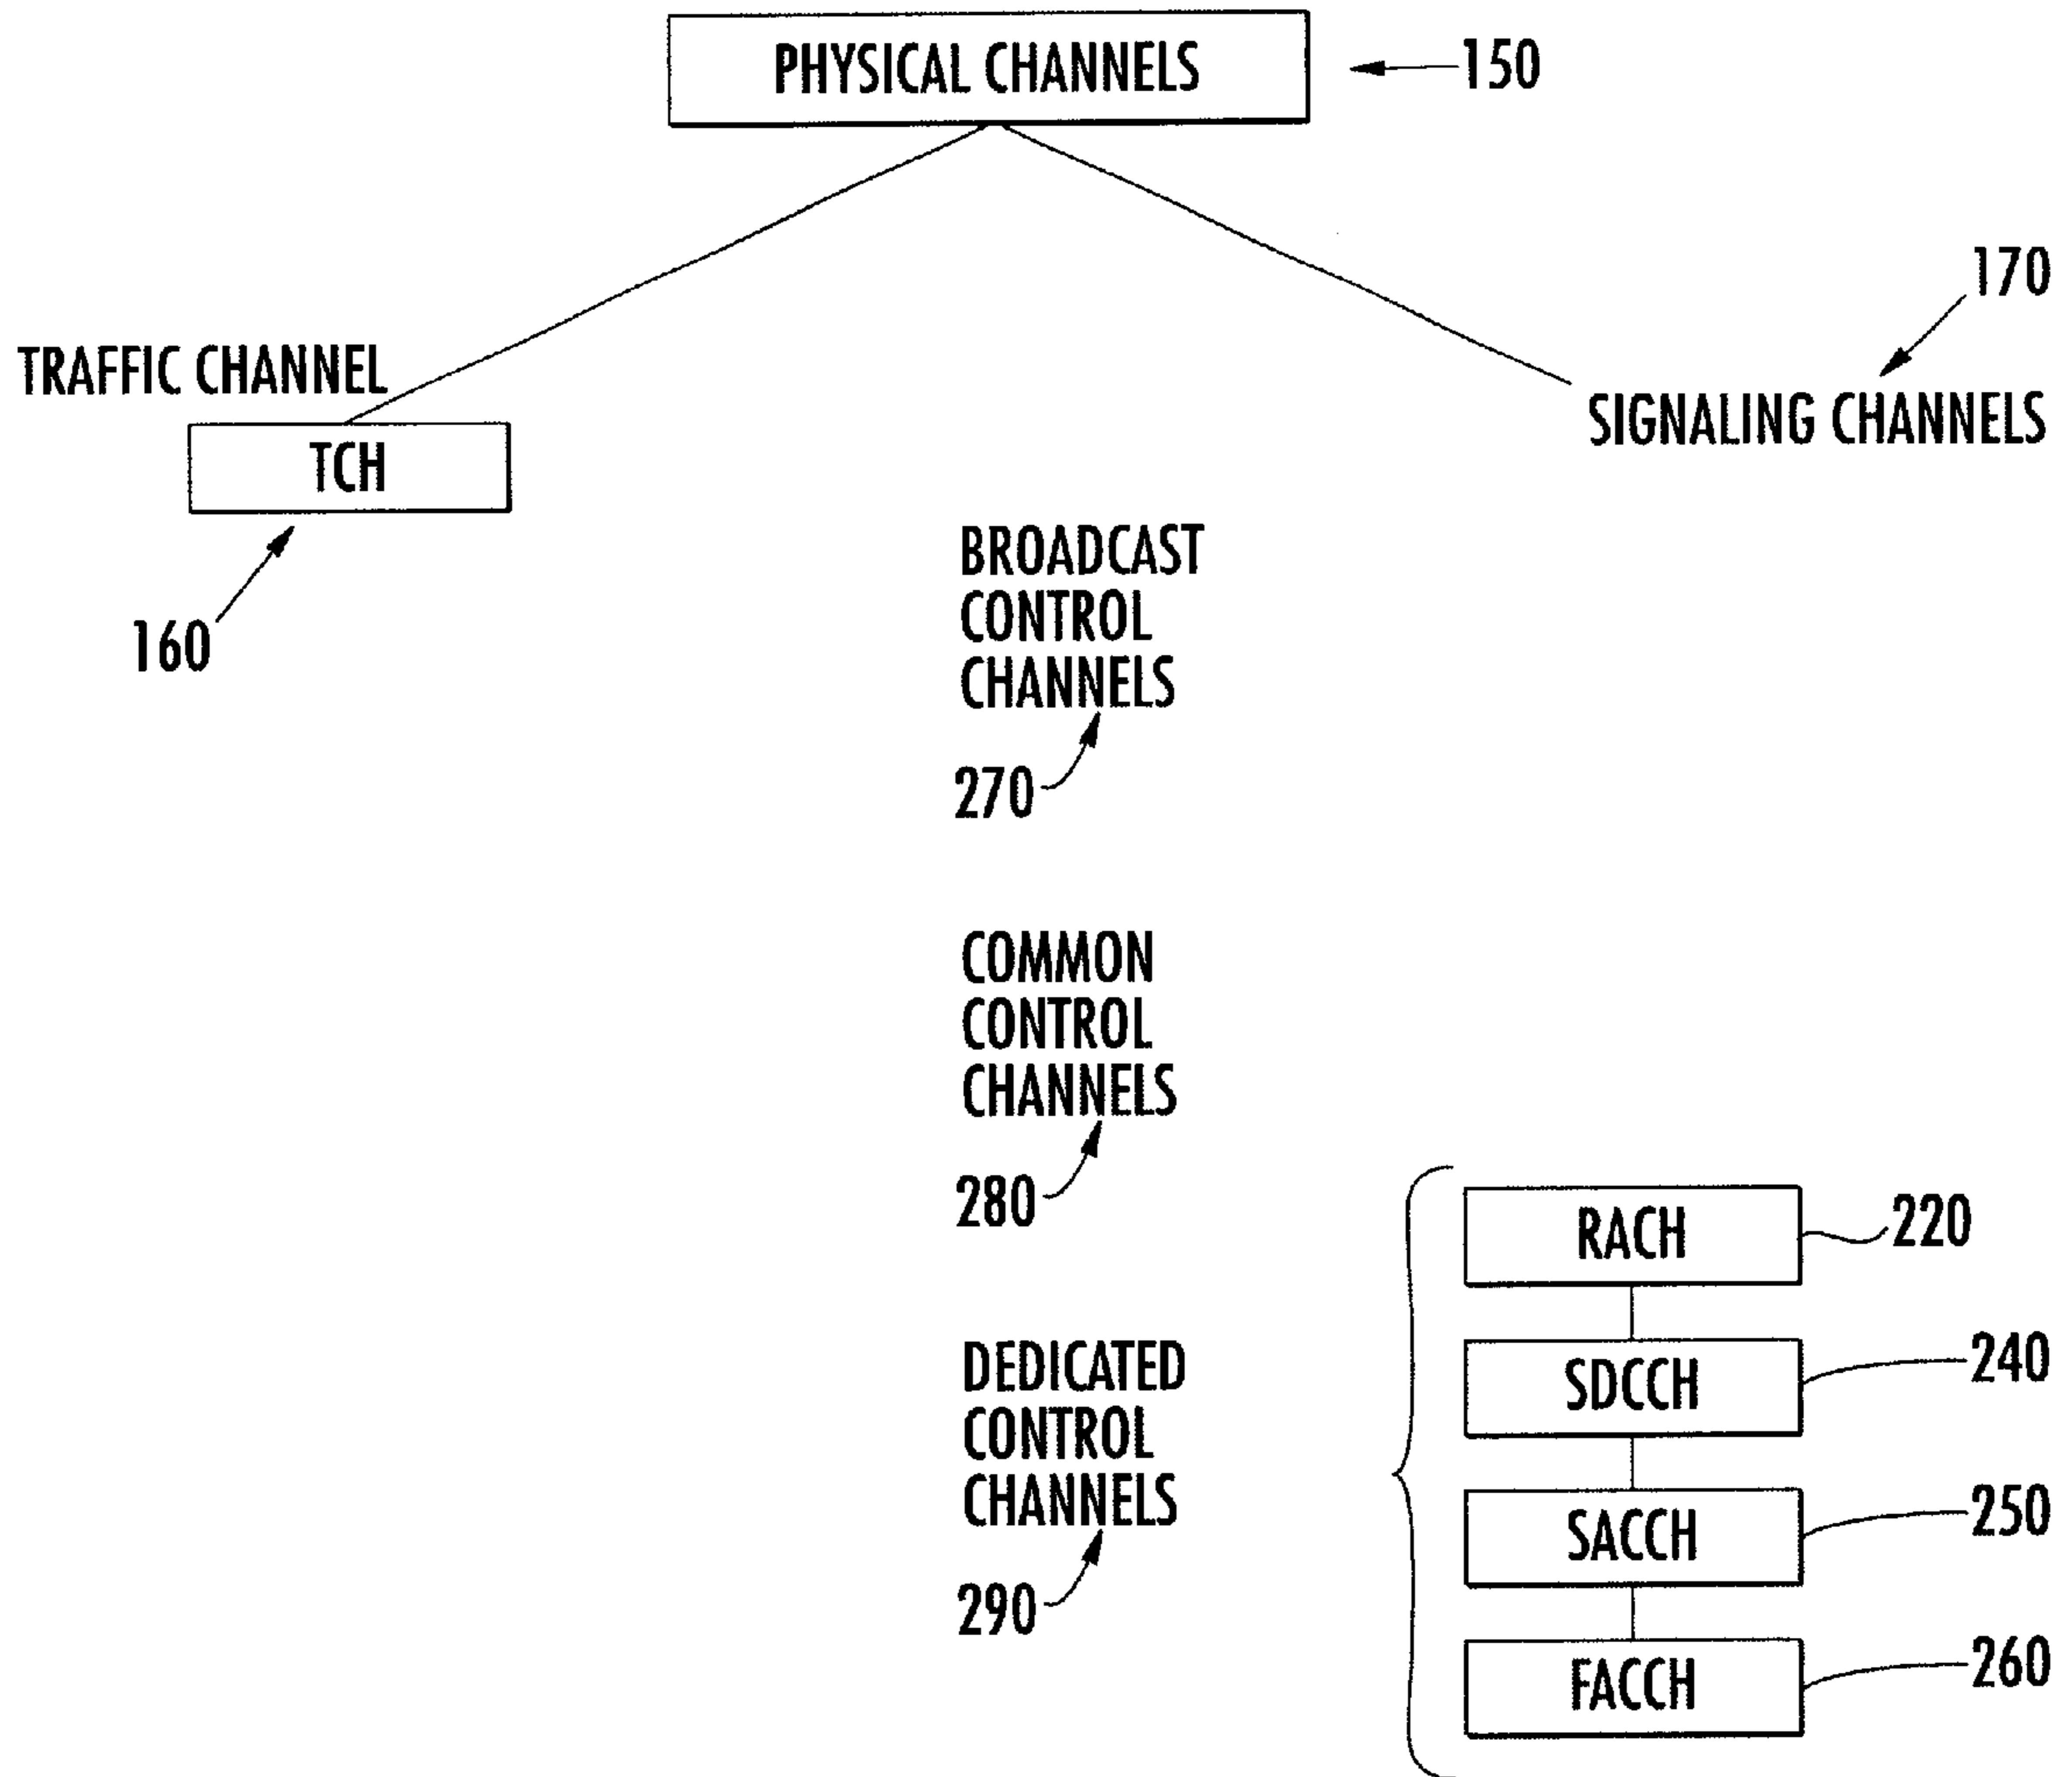 PHYSICAL CHANNELS
150
170
TRAFFIC CHANNEL
SIGNALING CHANNELS
TCH
160
BROADCAST
CONTROL
CHANNELS
270
COMMON
CONTROL
CHANNELS
280
RACH
220
DEDICATED
CONTROL
CHANNELS
290
SDCCH
240
SACCH
250
FACCH
260